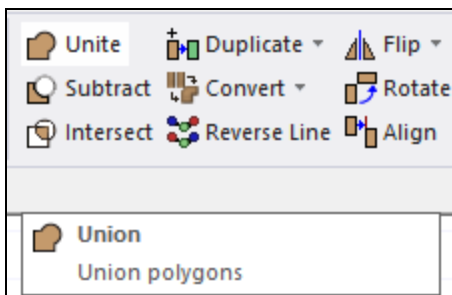 Unite Duplicate Flip
Subtract Convert Rotate
Intersect Reverse Line Align
Union
Union polygons